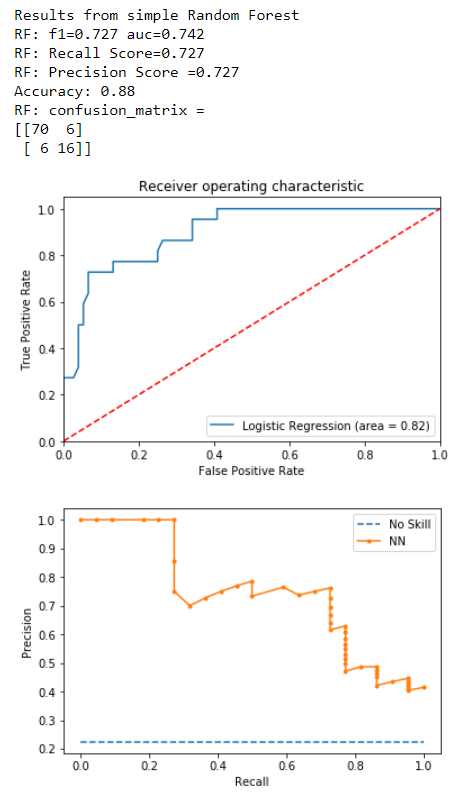 Results from simple Random Forest
RF: f1=0.727 auc=0.742
RF: Recall Score=0.727
RF: Precision Score =0.727
Accuracy: 0.88
RF: confusion_matrix =
[[70  6]
 [ 6 16]]
Receiver operating characteristic
1.0
0.8
0.6
0.4
0.2
0.0
True Positive Rate
Logistic Regression (area = 0.82)
0.0 0.2 0.4 0.6 0.8 1.0
False Positive Rate
1.0
0.9
0.8
0.7
0.6
0.5
0.4
0.3
0.2
Precision
No Skill
NN
0.0 0.2 0.4 0.6 0.8 1.0
Recall